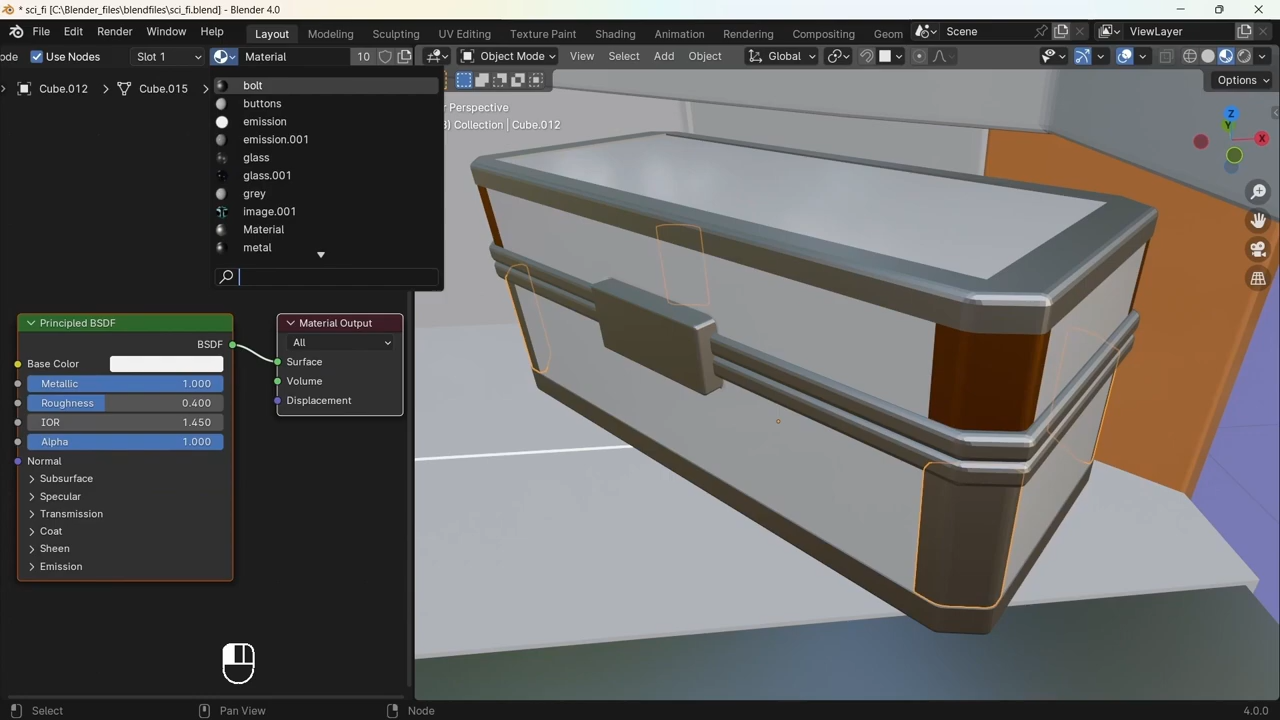 * sci_fi [C:\Blender_files\blendfiles\sci_fi.blend] - Blender 4.0
File Edit Render Window Help Layout Modeling Sculpting UV Editing Texture Paint Shading Animation Rendering Compositing Geom Scene ViewLayer
ode Use Nodes Slot 1 Material 10 Object Mode View Select Add Object Global
Options
Cube.012 > Cube.015 >
bolt
buttons
emission
emission.001
glass
glass.001
grey
image.001
Material
metal
r Perspective
) Collection | Cube.012
Z
Y
X
Principled BSDF
BSDF
Base Color
Metallic 1.000
Roughness 0.400
IOR 1.450
Alpha 1.000
Normal
Subsurface
Specular
Transmission
Coat
Sheen
Emission
Material Output
All
Surface
Volume
Displacement
Select Pan View Node 4.0.0